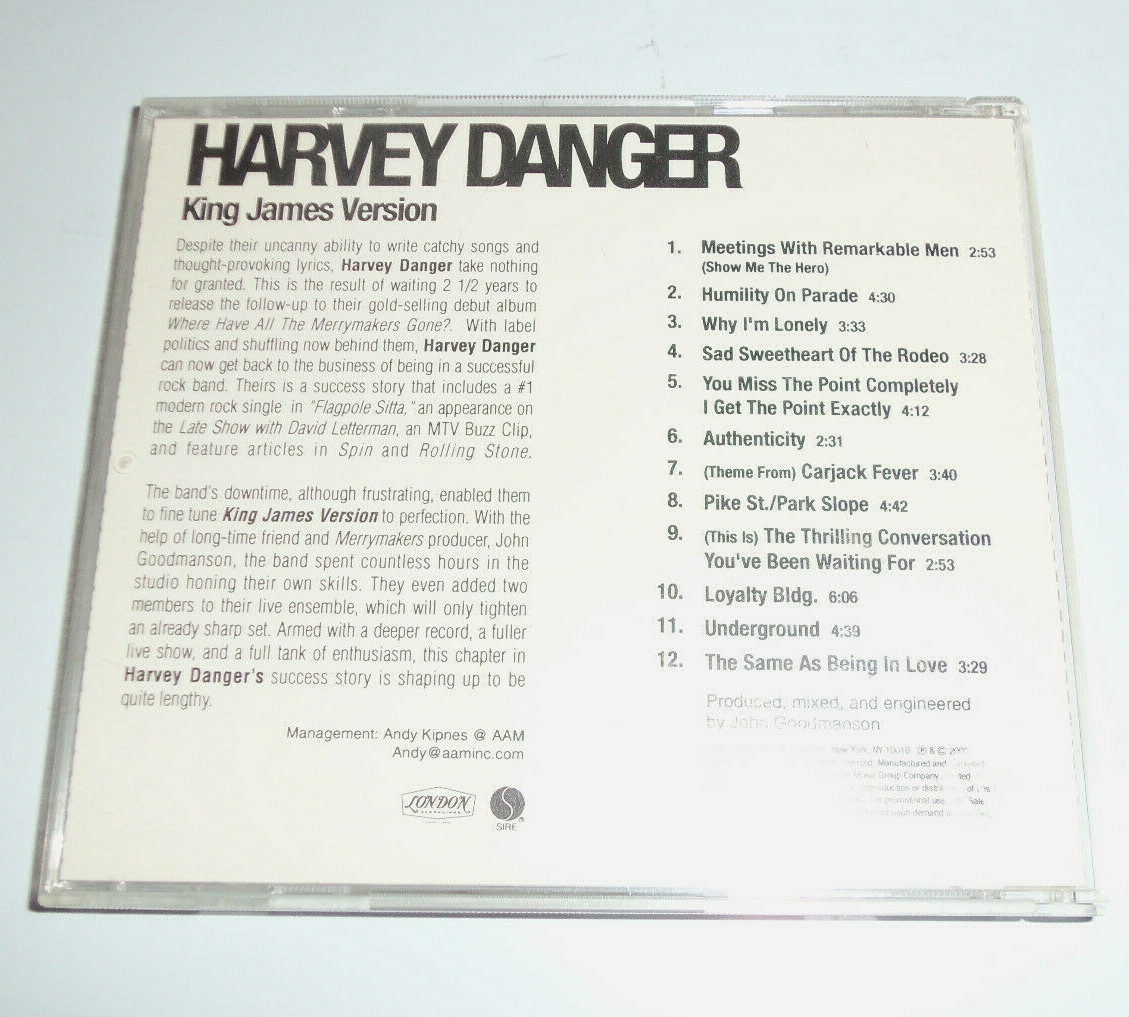 HARVEY DANGER
King James Version
Despite their uncanny ability to write catchy songs and
thought-provoking lyrics, Harvey Danger take nothing
for granted. This is the result of waiting 2 1/2 years to
release the follow-up to their gold-selling debut album
Where Have All The Merrymakers Gone?. With label
politics and shuffling now behind them, Harvey Danger
can now get back to the business of being in a successful
rock band. Theirs is a success story that includes a #1
modern rock single in "Flagpole Sitta," an appearance on
the Late Show with David Letterman, an MTV Buzz Clip,
and feature articles in Spin and Rolling Stone.
The band's downtime, although frustrating, enabled them
to fine tune King James Version to perfection. With the
help of long-time friend and Merrymakers producer, John
Goodmanson, the band spent countless hours in the
studio honing their own skills. They even added two
members to their live ensemble, which will only tighten
an already sharp set. Armed with a deeper record, a fuller
live show, and a full tank of enthusiasm, this chapter in
Harvey Danger's success story is shaping up to be
quite lengthy.
Management: Andy Kipnes @ AAM
Andy@aaminc.com
LONDON
SIRE
1. Meetings With Remarkable Men 2:53
(Show Me The Hero)
2. Humility On Parade 4:30
3. Why I'm Lonely 3:33
4. Sad Sweetheart Of The Rodeo 3:28
5. You Miss The Point Completely
I Get The Point Exactly 4:12
6. Authenticity 2:31
7. (Theme From) Carjack Fever 3:40
8. Pike St./Park Slope 4:42
9. (This Is) The Thrilling Conversation
You've Been Waiting For 2:53
10. Loyalty Bldg. 6:06
11. Underground 4:39
12. The Same As Being In Love 3:29
Produced, mixed, and engineered
by John Goodmanson
New York, NY 10010 ℗ & ©
Manufactured and
Music Group Company
or
promotional use Sale
upon demand